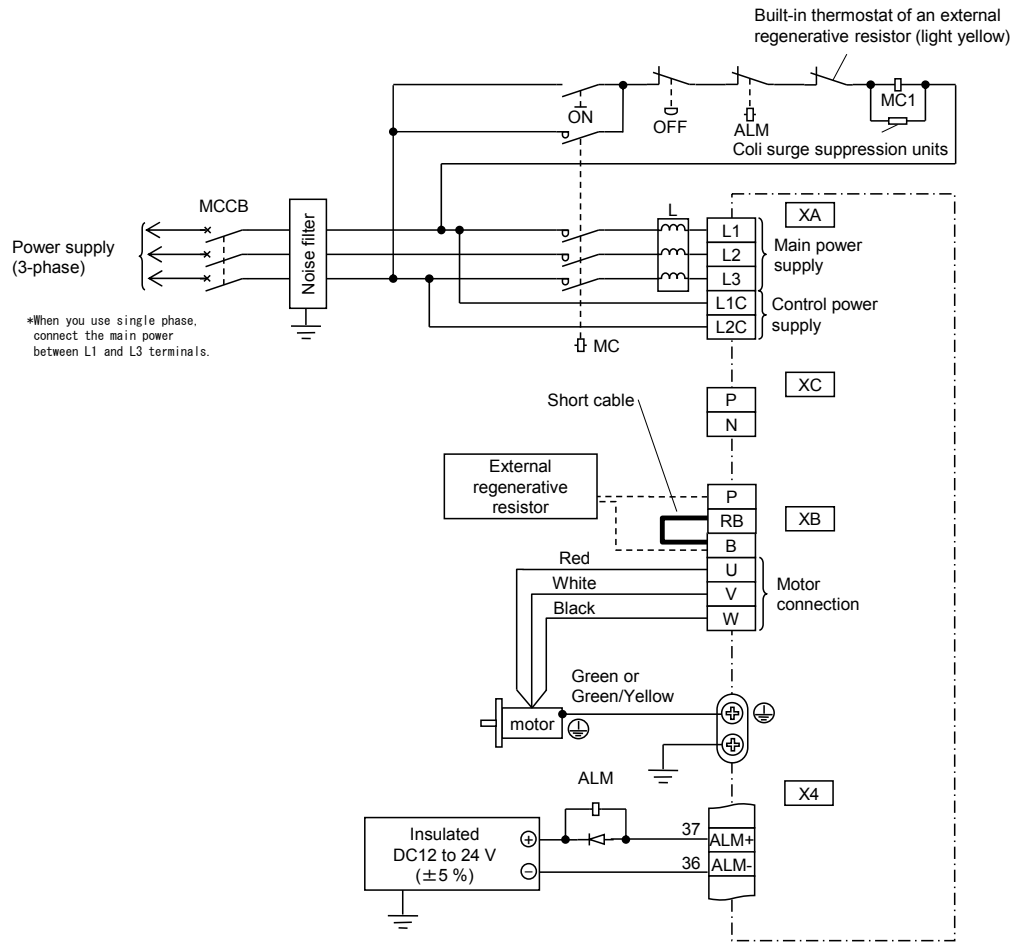 Built-in thermostat of an external
regenerative resistor (light yellow)
ON
OFF
ALM
MC1
Coli surge suppression units
MCCB
Noise filter
L
Power supply
(3-phase)
*When you use single phase,
connect the main power
between L1 and L3 terminals.
MC
L1
L2
L3
L1C
L2C
XA
Main power
supply
Control power
supply
XC
P
N
Short cable
External
regenerative
resistor
P
RB
B
U
V
W
XB
Red
White
Black
Motor
connection
Green or
Green/Yellow
motor
ALM
X4
Insulated
DC12 to 24 V
(±5 %)
+
−
37
ALM+
36
ALM-